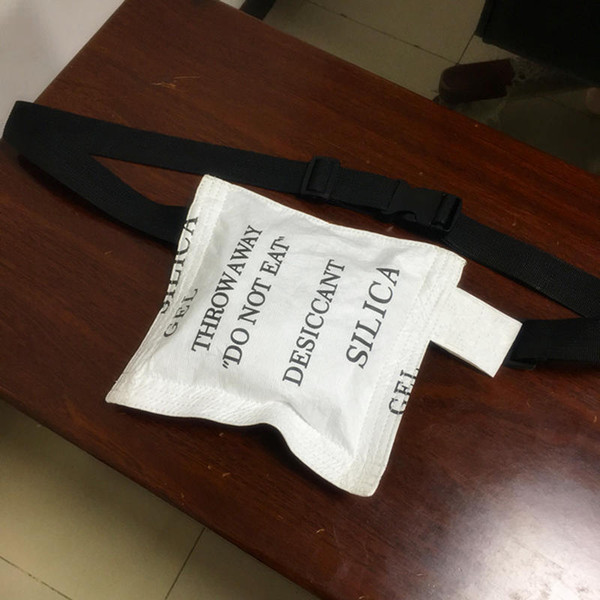 SILICA
GEL
THROWAWAY
"DO NOT EAT"
DESICCANT
SILICA
GEL